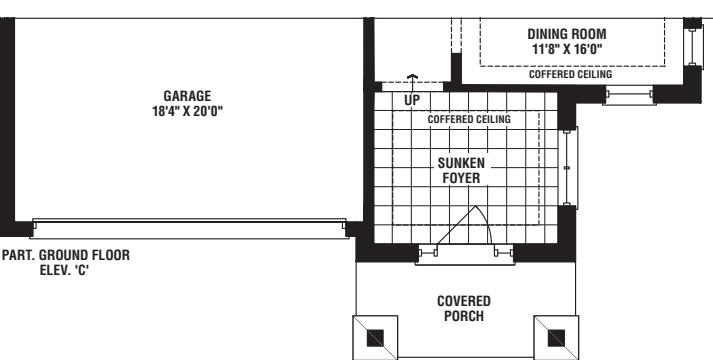 DINING ROOM
11'8" X 16'0"
COFFERED CEILING
GARAGE
18'4" X 20'0"
UP
COFFERED CEILING
SUNKEN
FOYER
PART. GROUND FLOOR
ELEV. 'C'
COVERED
PORCH